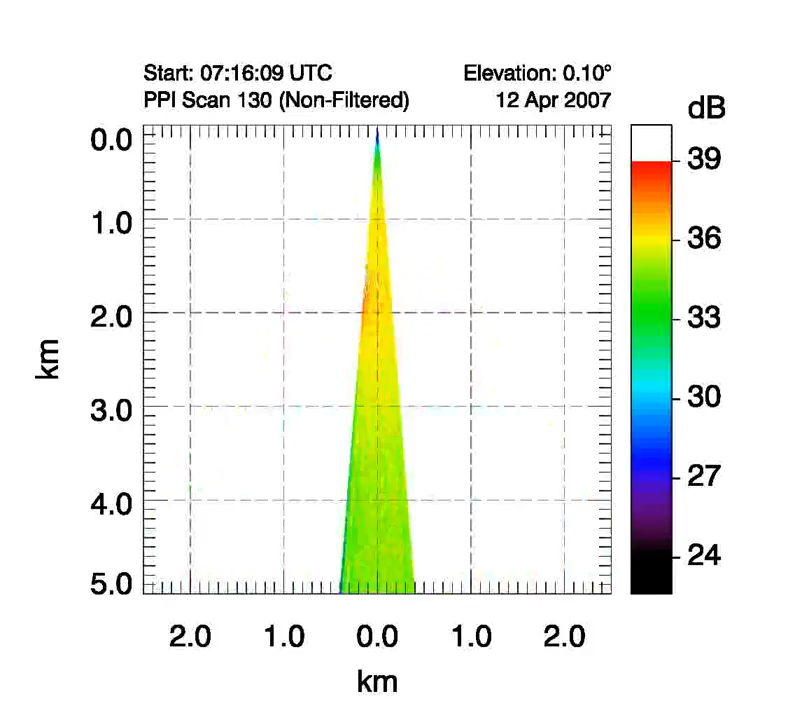 Start: 07:16:09 UTC
Elevation: 0.10°
PPI Scan 130 (Non-Filtered)
12 Apr 2007
dB
0.0
1.0
2.0
3.0
4.0
5.0
km
39
36
33
30
27
24
2.0 1.0 0.0 1.0 2.0
km